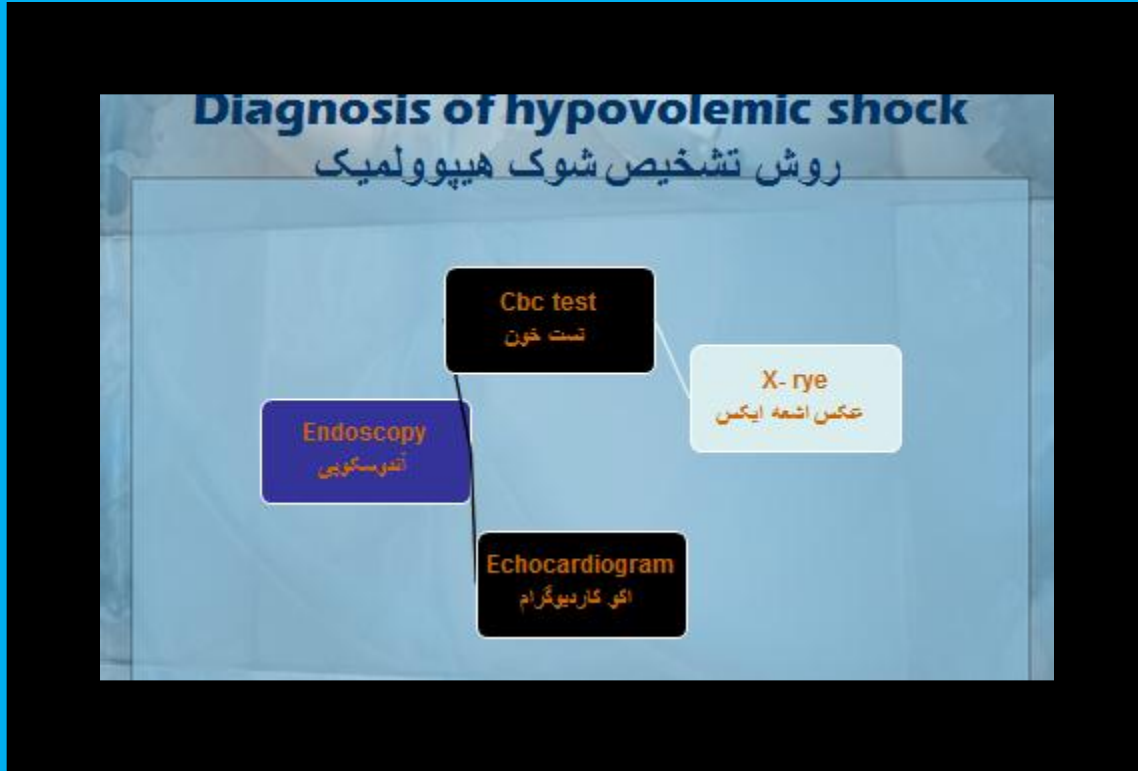 Diagnosis of hypovolemic shock
روش تشخیص شوک هیپوولمیک
Cbc test
تست خون
X- rye
عکس اشعه ایکس
Endoscopy
آندوسکوپی
Echocardiogram
اکو کاردیوگرام